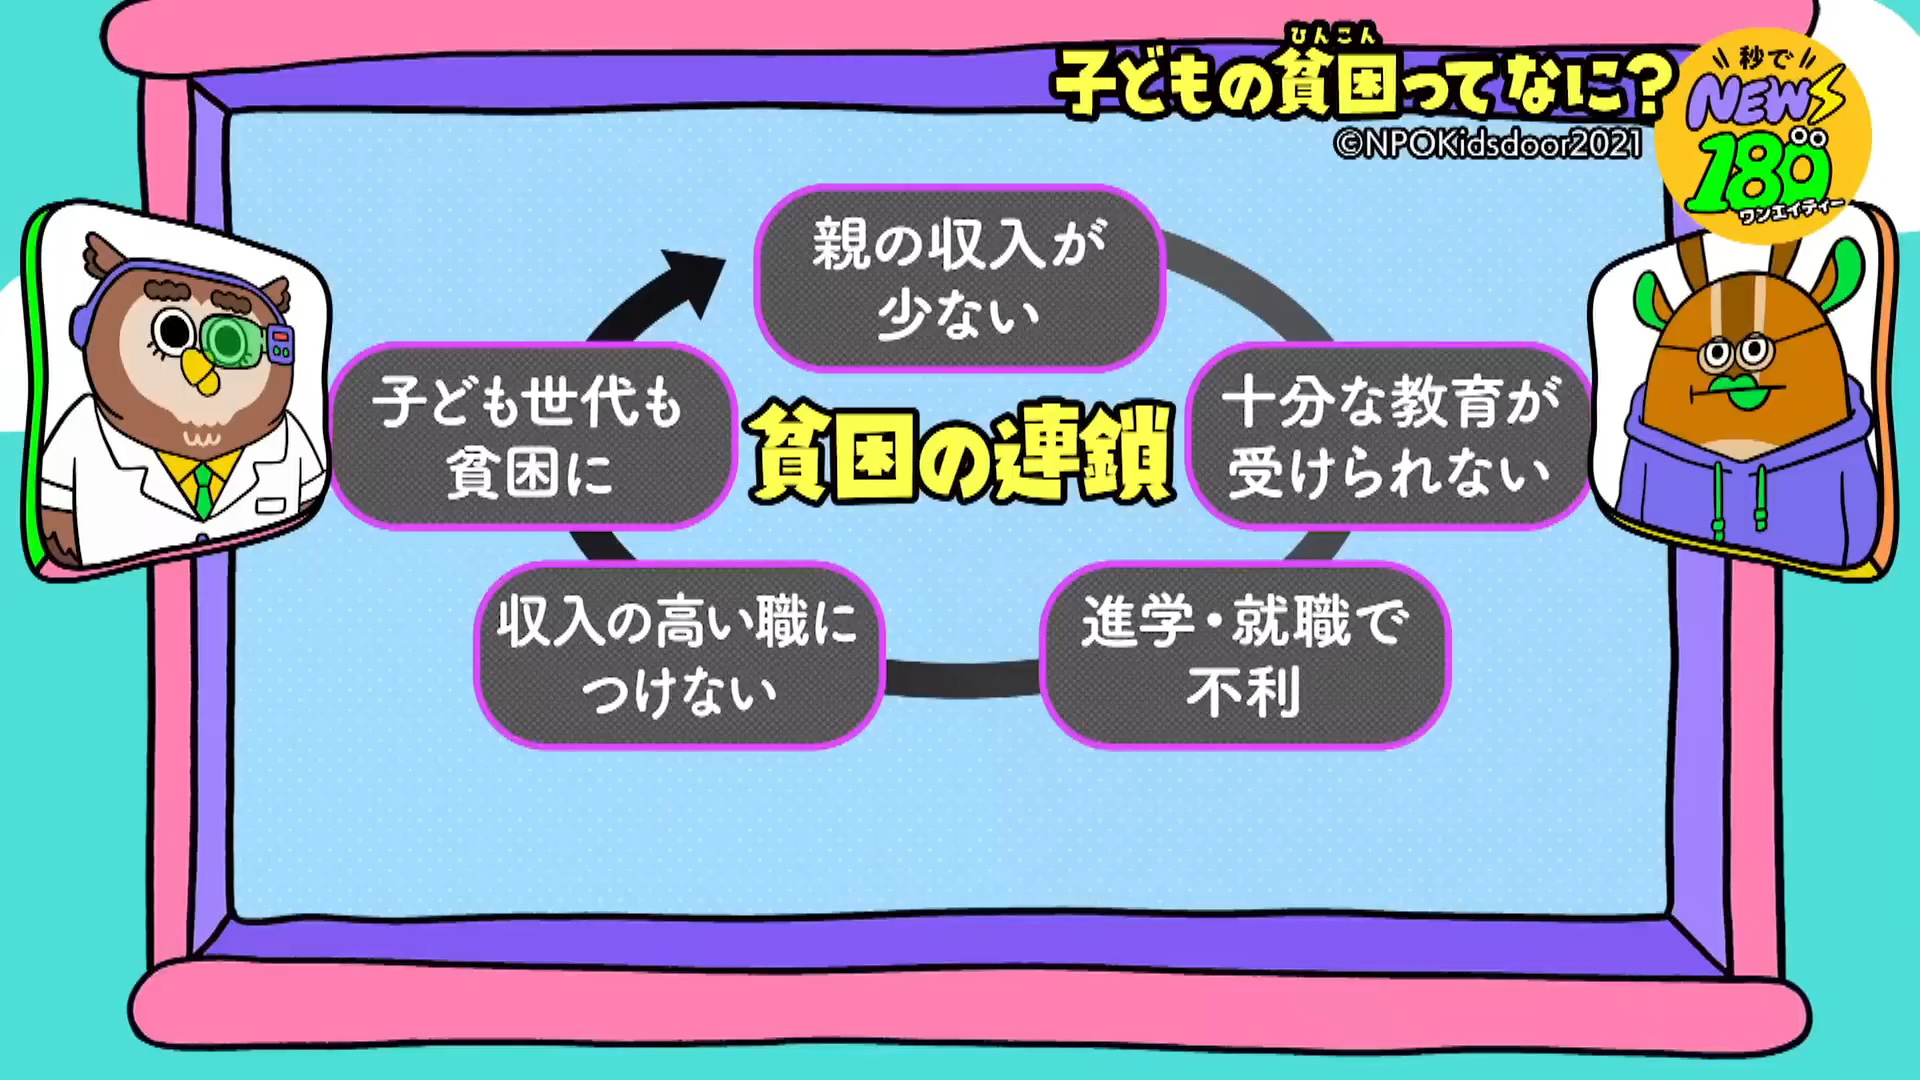 ひんこん
子どもの貧困ってなに?
©NPOKidsdoor2021
秒で
NEWS
180
ワンエイティー
親の収入が
少ない
十分な教育が
受けられない
進学・就職で
不利
収入の高い職に
つけない
子ども世代も
貧困に
貧困の連鎖